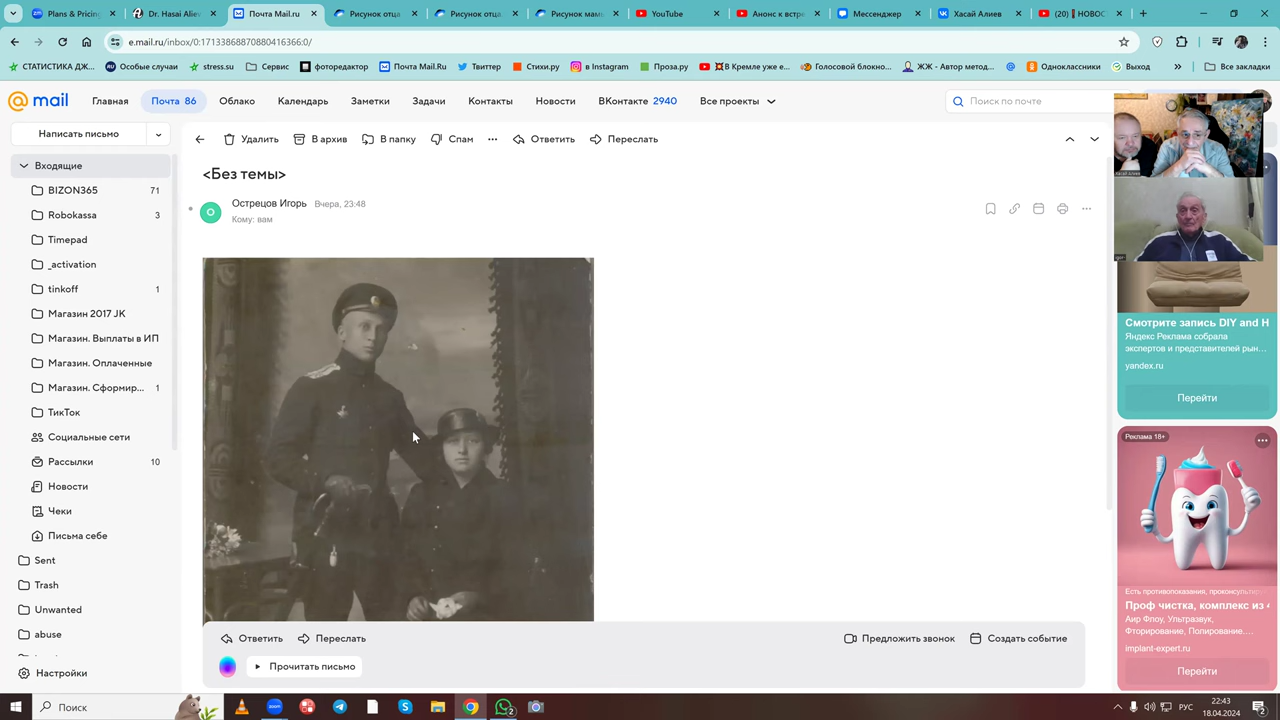 Plans & Pricing
Dr. Hasai Aliev
Почта Mail.ru
Рисунок отца
Рисунок отца
Рисунок мам
YouTube
Анонс к встре
Мессенджер
Хасай Алиев
(20)
НОВОС
e.mail.ru/inbox/0:17133868870880416366:0/
СТАТИСТИКА ДЖ...
Особые случаи
stress.su
Сервис
фоторедактор
Почта Mail.Ru
Твиттер
Стихи.ру
в Instagram
Проза.ру
В Кремле уже е...
Голосовой блокно...
ЖЖ - Автор метод...
Одноклассники
Выход
Все закладки
mail
Главная
Почта 86
Облако
Календарь
Заметки
Задачи
Контакты
Новости
ВКонтакте 2940
Все проекты
Поиск по почте
Написать письмо
Удалить
В архив
В папку
Спам
Ответить
Переслать
Входящие
BIZON365 71
Robokassa 3
Timepad
_activation
tinkoff 1
Магазин 2017 JK
Магазин. Выплаты в ИП
Магазин. Оплаченные
Магазин. Сформир... 1
ТикТок
Социальные сети
Рассылки 10
Новости
Чеки
Письма себе
Sent
Trash
Unwanted
abuse
Настройки
<Без темы>
О
Острецов Игорь Вчера, 23:48
Кому: вам
Ответить
Переслать
Предложить звонок
Создать событие
Прочитать письмо
Смотрите запись DIY and H
Яндекс Реклама собрала
экспертов и представителей рын...
yandex.ru
Перейти
Реклама 18+
Есть противопоказания, проконсульти
Проф чистка, комплекс из 4
Аир Флоу, Ультразвук,
Фторирование, Полирование....
implant-expert.ru
Перейти
Поиск
2
РУС
22:43
18.04.2024
2